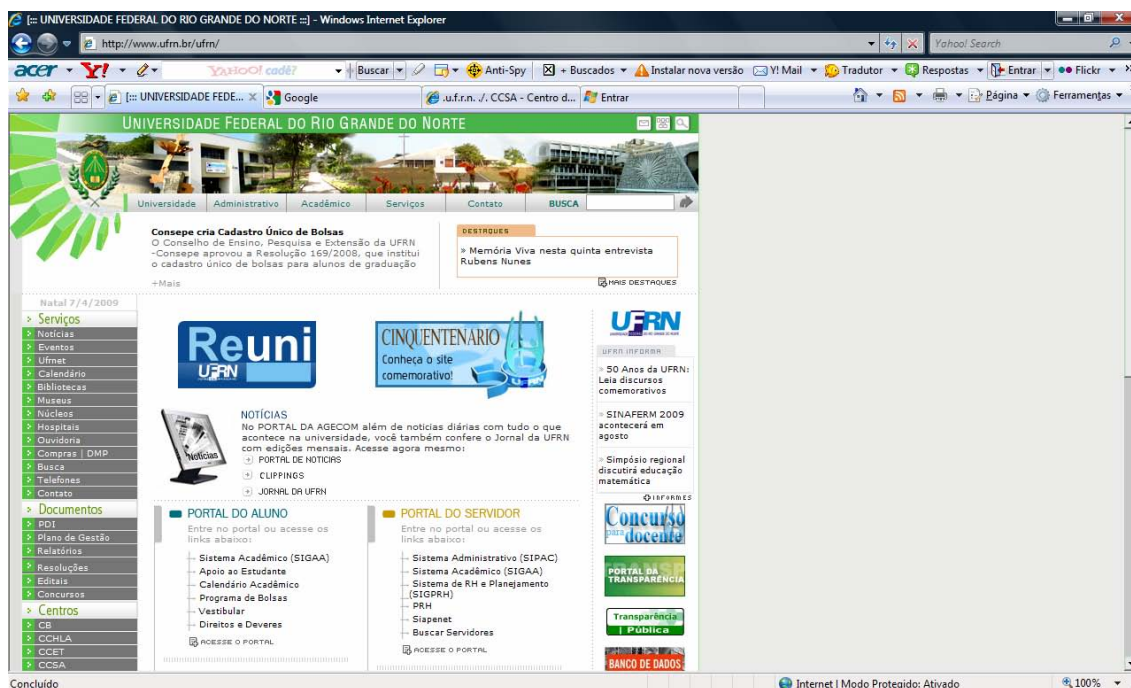 [::: UNIVERSIDADE FEDERAL DO RIO GRANDE DO NORTE :::] - Windows Internet Explorer
http://www.ufrn.br/ufrn/
Yahoo! Search
acer Y! YAHOO! cadê? Buscar Anti-Spy + Buscados Instalar nova versão Y! Mail Tradutor Respostas Entrar Flickr
[::: UNIVERSIDADE FEDE... Google .u.f.r.n. ./. CCSA - Centro d... Entrar Página Ferramentas
UNIVERSIDADE FEDERAL DO RIO GRANDE DO NORTE
Universidade Administrativo Acadêmico Serviços Contato BUSCA
Consepe cria Cadastro Único de Bolsas
O Conselho de Ensino, Pesquisa e Extensão da UFRN
-Consepe aprovou a Resolução 169/2008, que institui
o cadastro único de bolsas para alunos de graduação
+Mais
DESTAQUES
» Memória Viva nesta quinta entrevista
Rubens Nunes
MAIS DESTAQUES
Natal 7/4/2009
Serviços
Notícias
Eventos
Ufrnet
Calendário
Bibliotecas
Museus
Núcleos
Hospitais
Ouvidoria
Compras | DMP
Busca
Telefones
Contato
Documentos
PDI
Plano de Gestão
Relatórios
Resoluções
Editais
Concursos
Centros
CB
CCHLA
CCET
CCSA
Reuni
UFRN
CINQUENTENARIO
Conheça o site
comemorativo!
Notícias
NOTÍCIAS
No PORTAL DA AGECOM além de noticias diárias com tudo o que
acontece na universidade, você também confere o Jornal da UFRN
com edições mensais. Acesse agora mesmo:
PORTAL DE NOTICIAS
CLIPPINGS
JORNAL DA UFRN
PORTAL DO ALUNO
Entre no portal ou acesse os
links abaixo:
Sistema Acadêmico (SIGAA)
Apoio ao Estudante
Calendário Acadêmico
Programa de Bolsas
Vestibular
Direitos e Deveres
ACESSE O PORTAL
PORTAL DO SERVIDOR
Entre no portal ou acesse os
links abaixo:
Sistema Administrativo (SIPAC)
Sistema Acadêmico (SIGAA)
Sistema de RH e Planejamento
(SIGPRH)
PRH
Siapenet
Buscar Servidores
ACESSE O PORTAL
UFRN
UFRN INFORMA
» 50 Anos da UFRN:
Leia discursos
comemorativos
» SINAFERM 2009
acontecerá em
agosto
» Simpósio regional
discutirá educação
matemática
INFORMES
Concurso
para docente
PORTAL DA
TRANSPARÊNCIA
Transparência
Pública
BANCO DE DADOS
Concluído
Internet | Modo Protegido: Ativado
100%